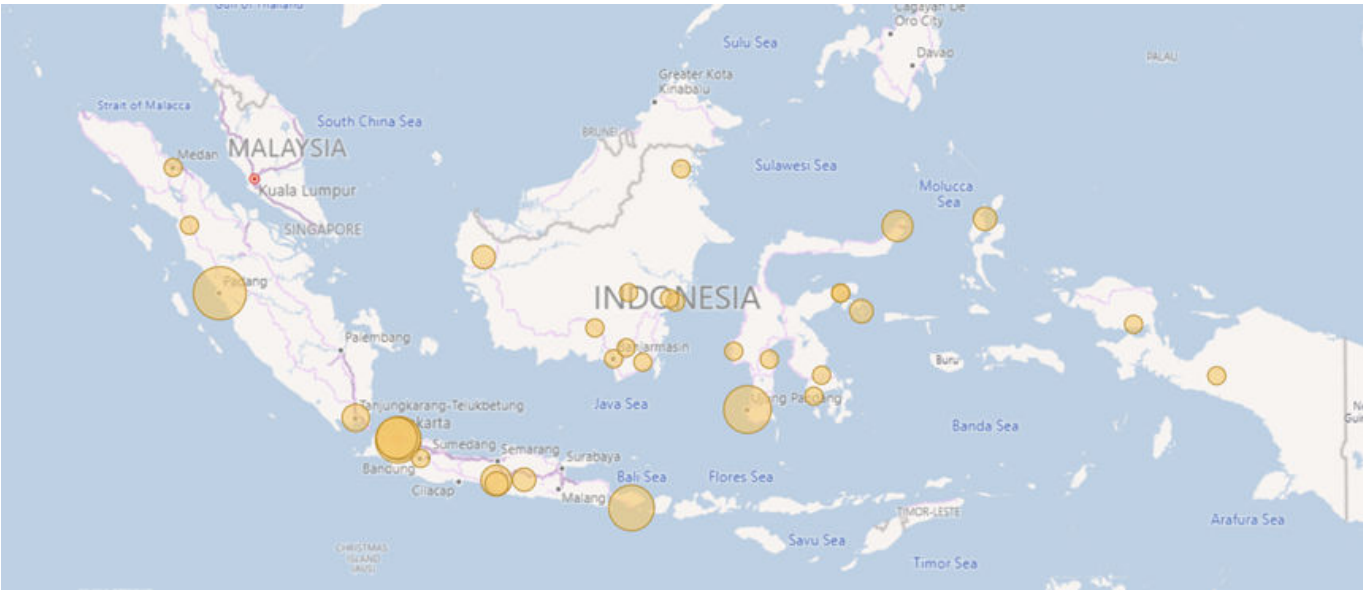 Gulf of Thailand
Cagayan De
Oro City
Sulu Sea
Davao
PALAU
Greater Kota
Kinabalu
Strait of Malacca
South China Sea
BRUNEI
Medan
MALAYSIA
Sulawesi Sea
Kuala Lumpur
Molucca
Sea
SINGAPORE
Padang
INDONESIA
Palembang
Banjarmasin
Buru
Ujung Pandang
Java Sea
Tanjungkarang-Telukbetung
karta
Banda Sea
Sumedang
Semarang
Surabaya
Bandung
Bali Sea
Flores Sea
Cilacap
Malang
TIMOR-LESTE
Arafura Sea
Savu Sea
CHRISTMAS
ISLAND
(AUS)
Timor Sea